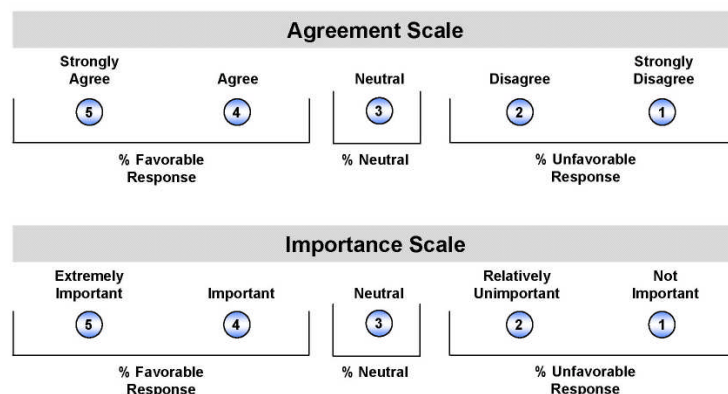 Agreement Scale
Strongly Agree
Agree
Neutral
Disagree
Strongly Disagree
5
4
3
2
1
% Favorable Response
% Neutral
% Unfavorable Response
Importance Scale
Extremely Important
Important
Neutral
Relatively Unimportant
Not Important
5
4
3
2
1
% Favorable Response
% Neutral
% Unfavorable Response